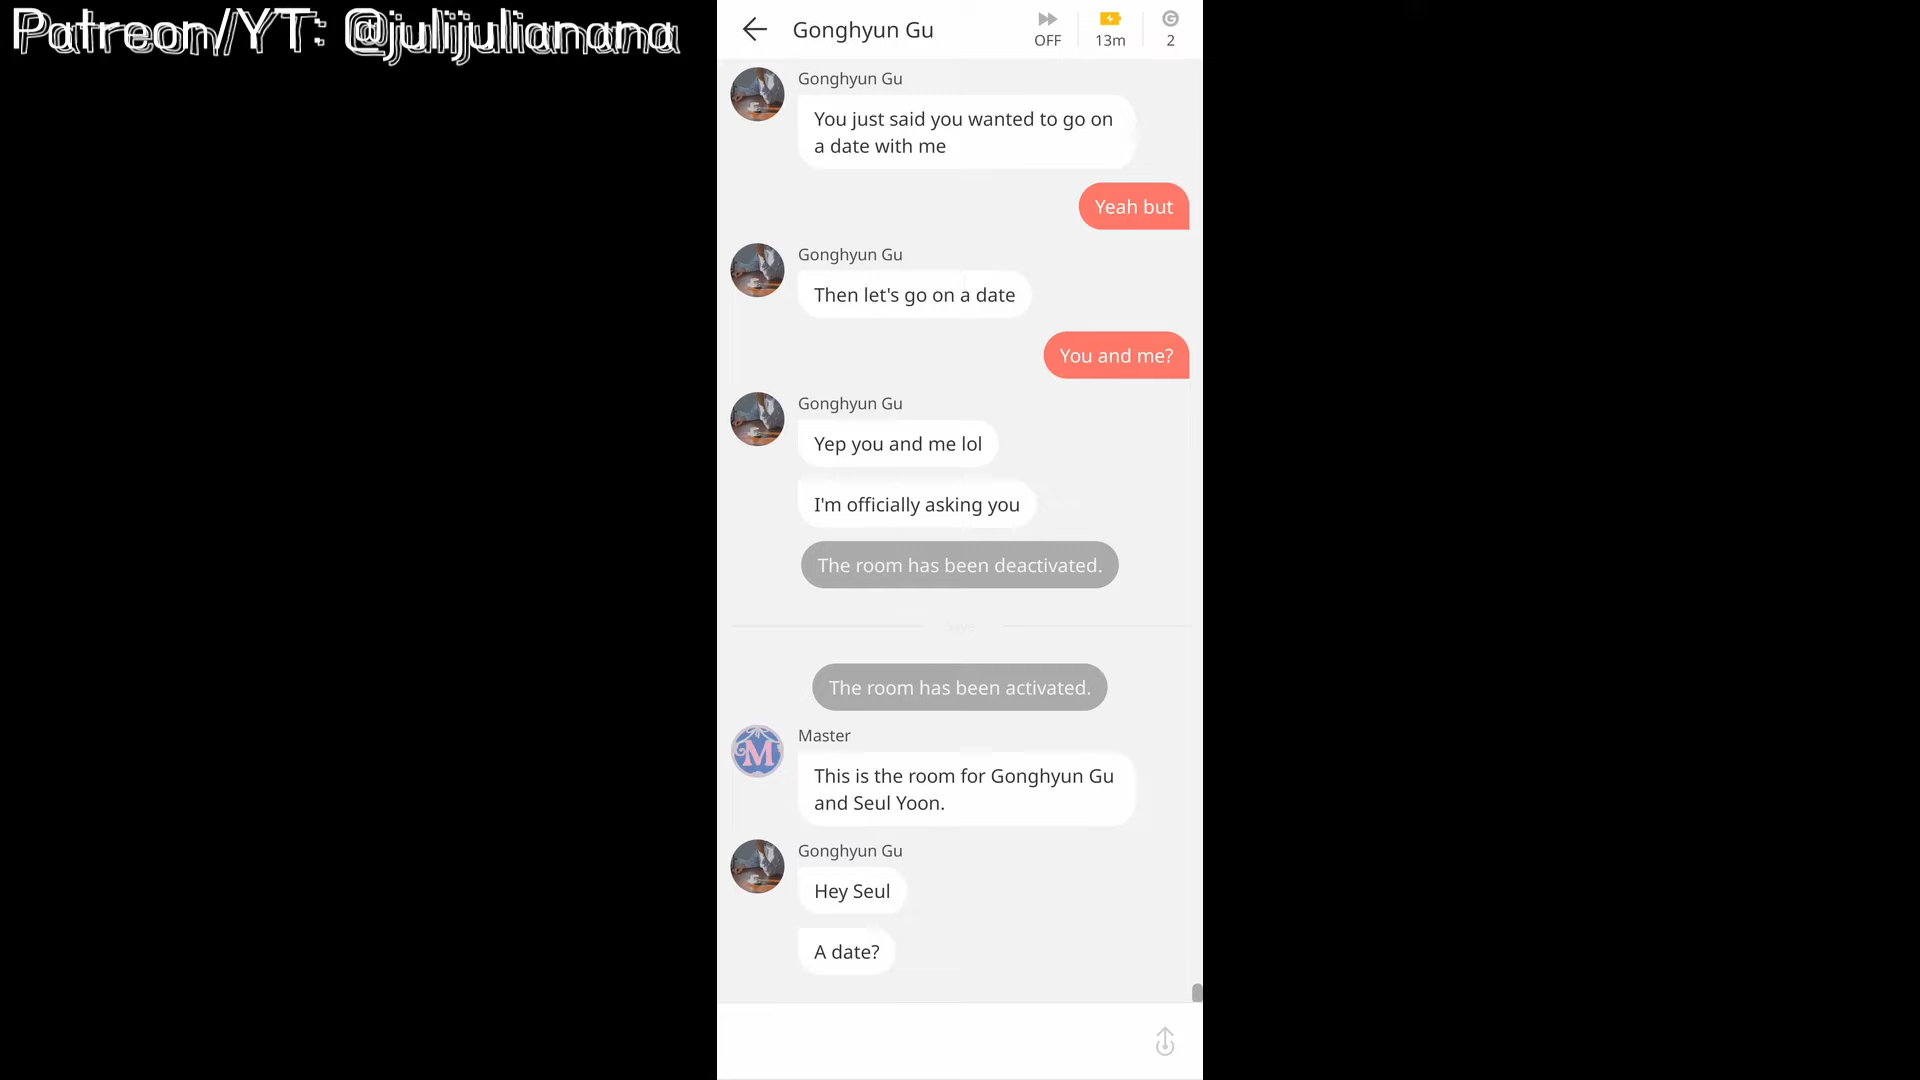 Patreon/YT: @julijulianana
Gonghyun Gu
OFF
13m
2
Gonghyun Gu
You just said you wanted to go on
a date with me
Yeah but
Gonghyun Gu
Then let's go on a date
You and me?
Gonghyun Gu
Yep you and me lol
I'm officially asking you
The room has been deactivated.
Save
The room has been activated.
M
Master
This is the room for Gonghyun Gu
and Seul Yoon.
Gonghyun Gu
Hey Seul
A date?